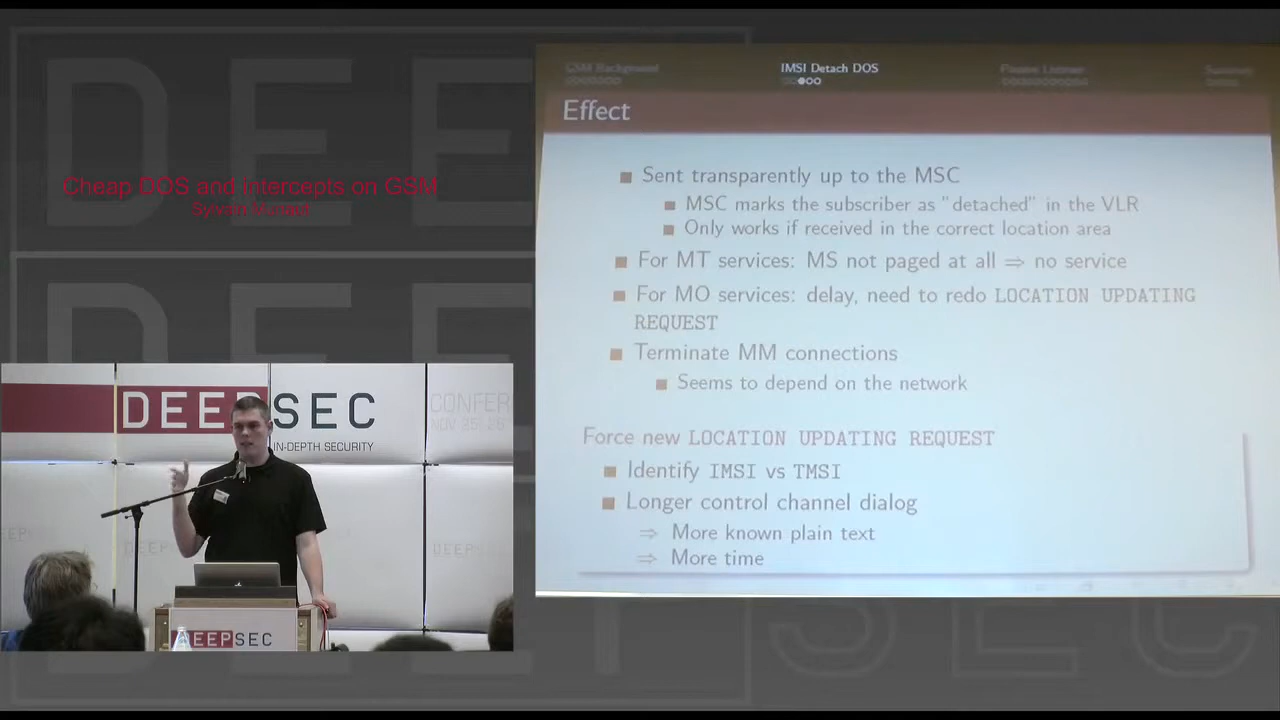 DEEP
DEEP
SEC
Cheap DOS and intercepts on GSM
Sylvain Munaut
GSM Background
IMSI Detach DOS
Passive Listener
Summary
Effect
Sent transparently up to the MSC
MSC marks the subscriber as "detached" in the VLR
Only works if received in the correct location area
For MT services: MS not paged at all ⇒ no service
For MO services: delay, need to redo LOCATION UPDATING
REQUEST
Terminate MM connections
Seems to depend on the network
Force new LOCATION UPDATING REQUEST
Identify IMSI vs TMSI
Longer control channel dialog
⇒ More known plain text
⇒ More time
DEEPSEC
IN-DEPTH SECURITY
CONFER
NOV 23-26
DEEPSEC